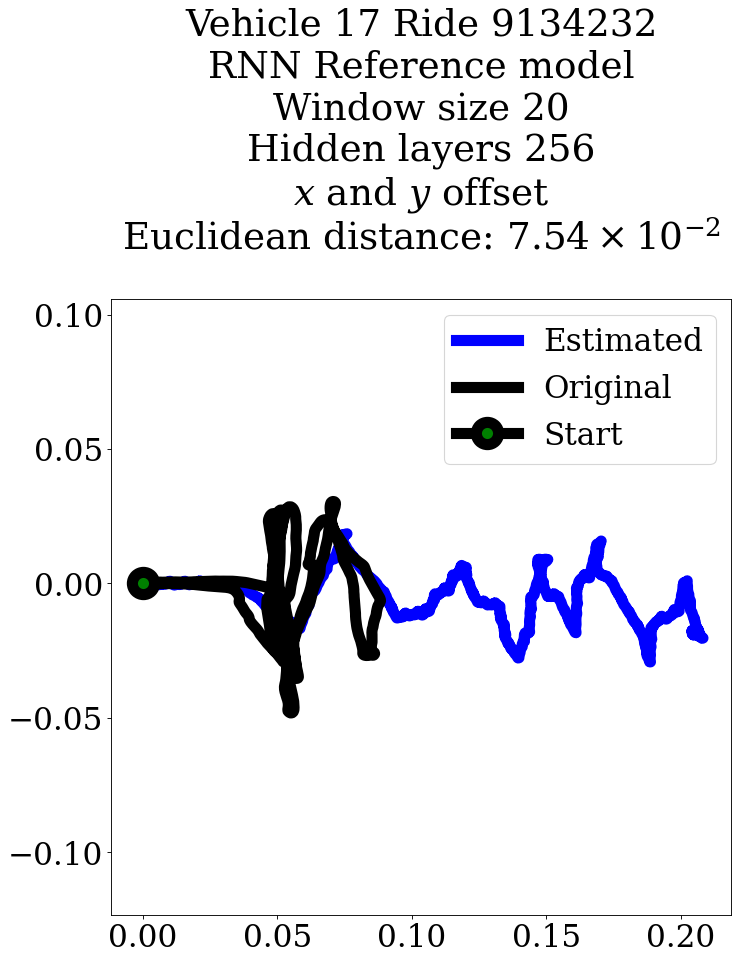 Vehicle 17 Ride 9134232
RNN Reference model
Window size 20
Hidden layers 256
x and y offset
Euclidean distance: 7.54 × 10⁻²
0.10
0.05
0.00
−0.05
−0.10
Estimated
Original
Start
0.00 0.05 0.10 0.15 0.20